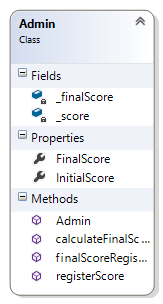 Admin
Class
Fields
_finalScore
_score
Properties
FinalScore
InitialScore
Methods
Admin
calculateFinalSc...
finalScoreRegis...
registerScore